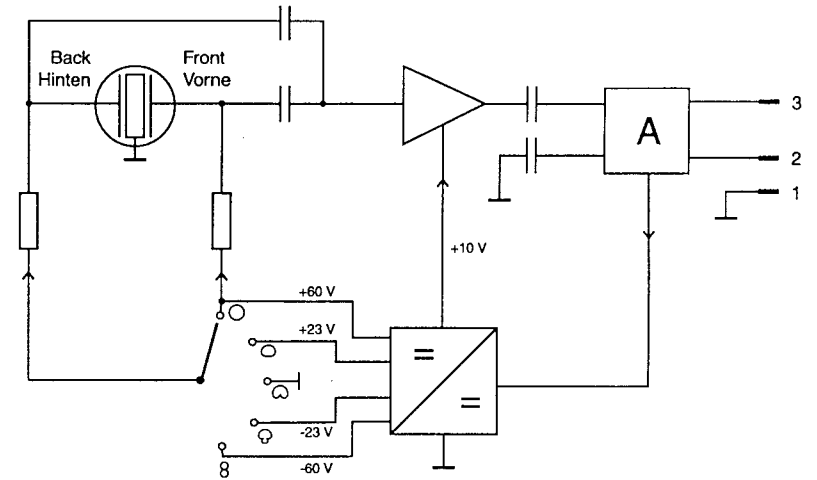 Back
Hinten
Front
Vorne
A
3
2
1
+10 V
+60 V
+23 V
-23 V
-60 V